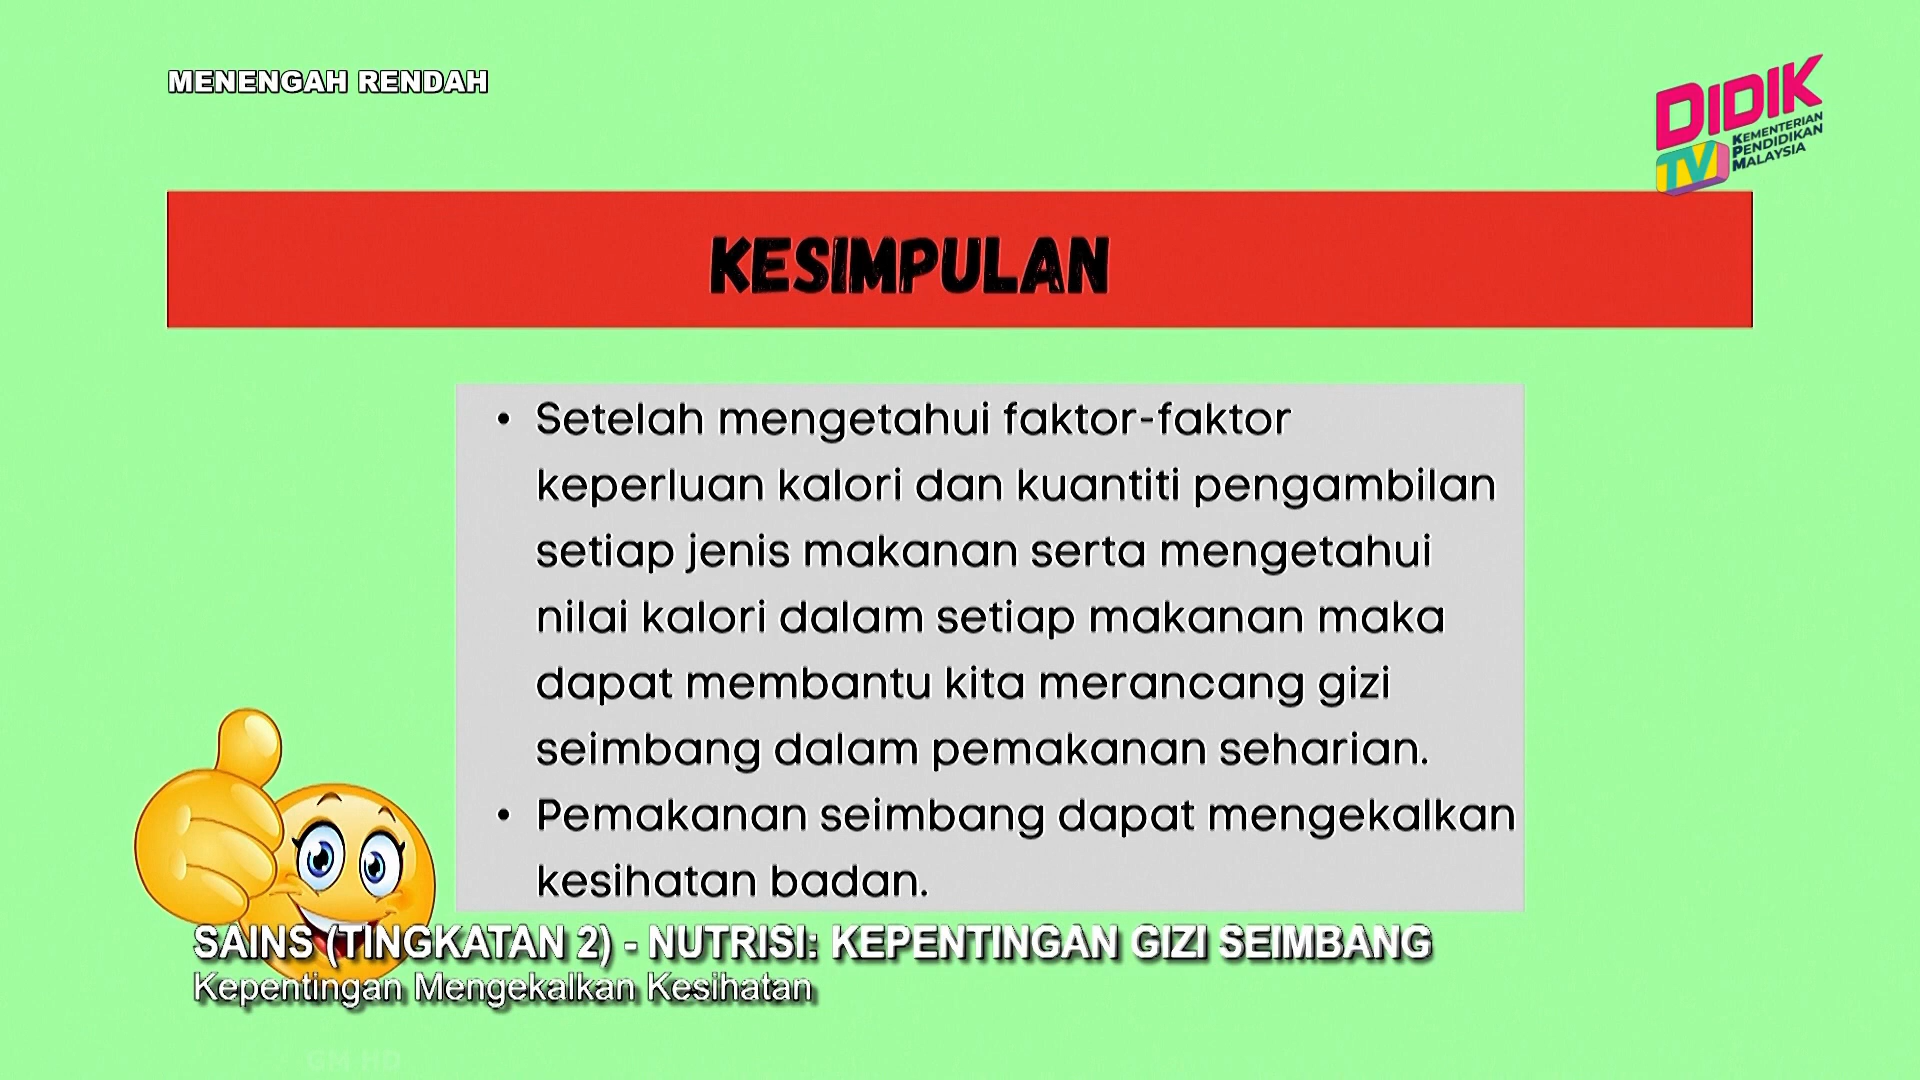 MENENGAH RENDAH
DIDIK
TV
KEMENTERIAN
PENDIDIKAN
MALAYSIA
KESIMPULAN
• Setelah mengetahui faktor-faktor
keperluan kalori dan kuantiti pengambilan
setiap jenis makanan serta mengetahui
nilai kalori dalam setiap makanan maka
dapat membantu kita merancang gizi
seimbang dalam pemakanan seharian.
• Pemakanan seimbang dapat mengekalkan
kesihatan badan.
SAINS (TINGKATAN 2) - NUTRISI: KEPENTINGAN GIZI SEIMBANG
Kepentingan Mengekalkan Kesihatan
GM HD